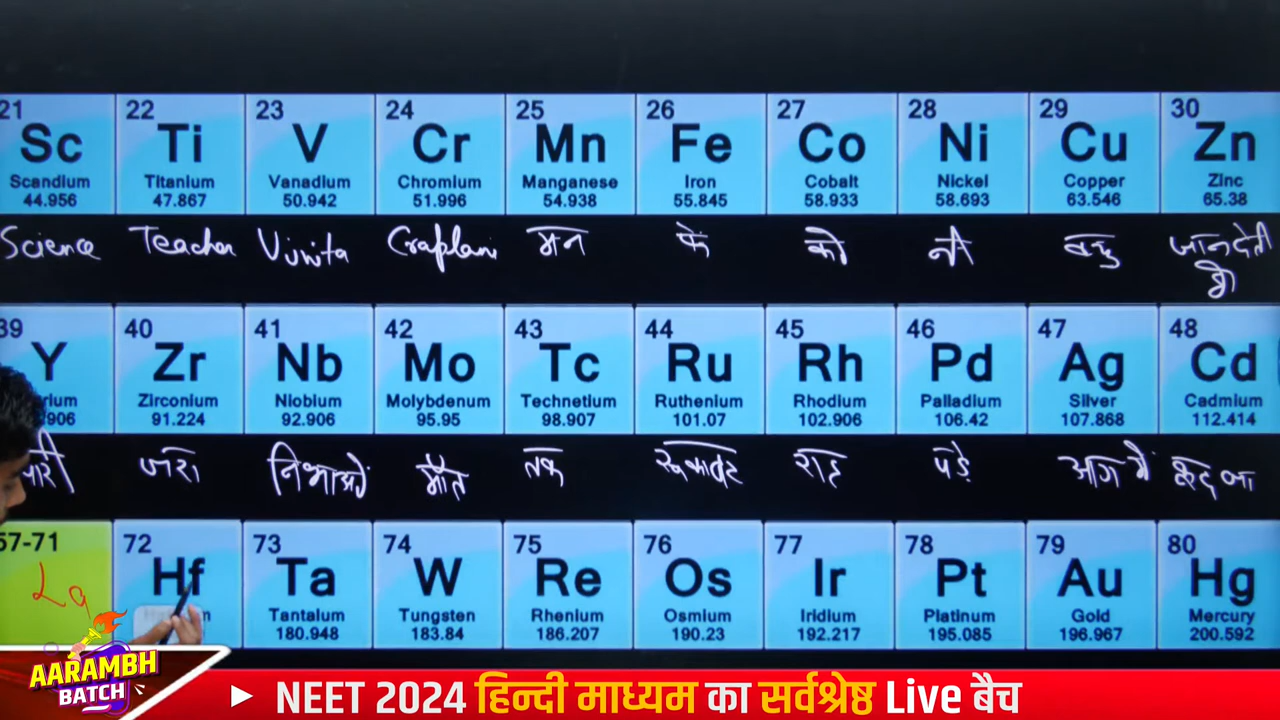 21 22 23 24 25 26 27 28 29 30
Sc Ti V Cr Mn Fe Co Ni Cu Zn
Scandium Titanium Vanadium Chromium Manganese Iron Cobalt Nickel Copper Zinc
44.956 47.867 50.942 51.996 54.938 55.845 58.933 58.693 63.546 65.38
Science Teacher Vinita मन के को नी
39 40 41 42 43 44 45 46 47 48
Y Zr Nb Mo Tc Ru Rh Pd Ag Cd
Zirconium Niobium Molybdenum Technetium Ruthenium Rhodium Palladium Silver Cadmium
91.224 92.906 95.95 98.907 101.07 102.906 106.42 107.868 112.414
जरा निभाओ मौत तक रुकावट राह पड़े आग में कूद जा
57-71 72 73 74 75 76 77 78 79 80
La Hf Ta W Re Os Ir Pt Au Hg
Tantalum Tungsten Rhenium Osmium Iridium Platinum Gold Mercury
180.948 183.84 186.207 190.23 192.217 195.085 196.967 200.592
AARAMBH
BATCH
NEET 2024 हिन्दी माध्यम का सर्वश्रेष्ठ Live बैच